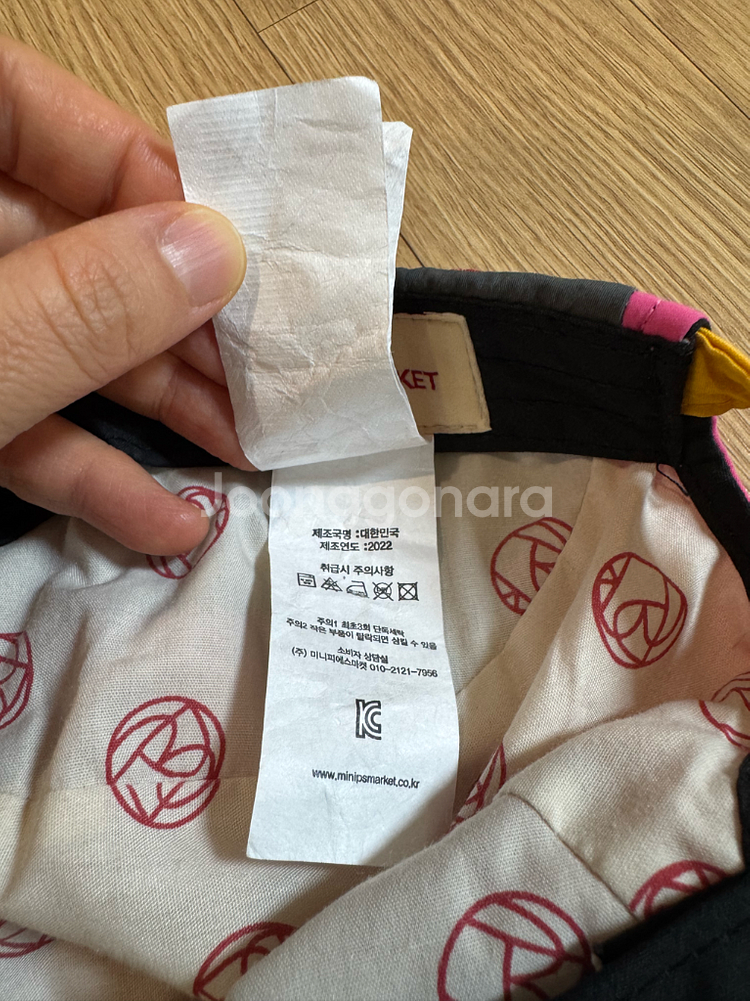 KET
Joonggonara
제조국명 :대한민국
제조연도 :2022
취급시 주의사항
주의1 최초3회 단독세탁
주의2 작은 부품이 탈락되면 삼킬 수 있음
소비자 상담실
(주) 미니피에스마켓 010-2121-7956
www.minipsmarket.co.kr